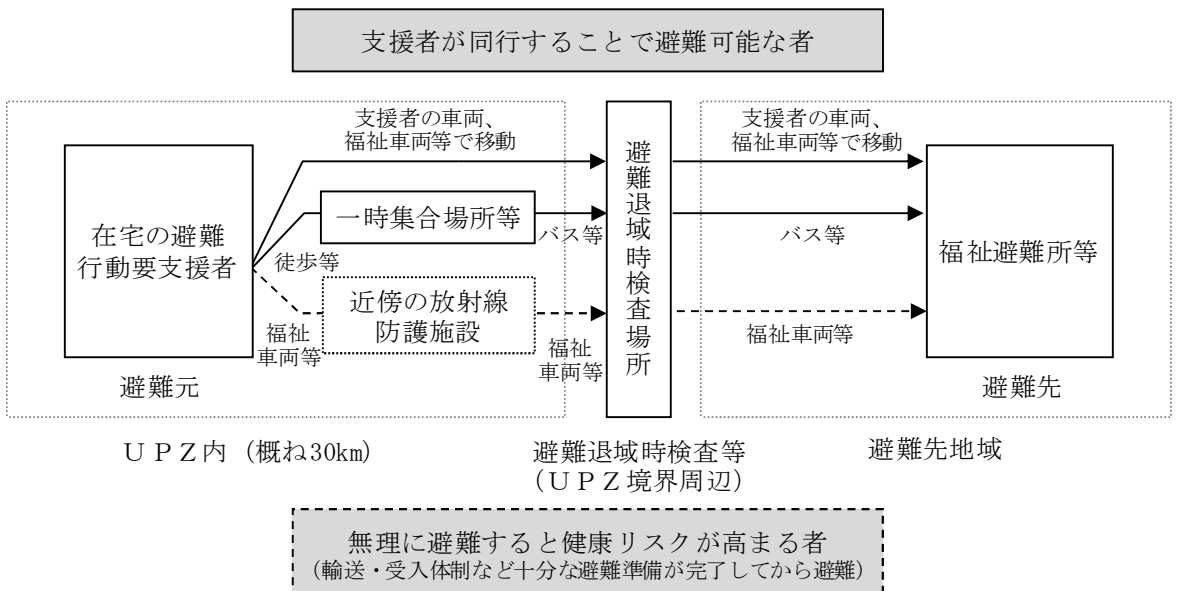 支援者が同行することで避難可能な者
支援者の車両、
福祉車両等で移動
支援者の車両、
福祉車両等で移動
在宅の避難
行動要支援者
一時集合場所等
バス等
徒歩等
近傍の放射線
防護施設
福祉
車両等
福祉
車両等
避難退域時検査場所
バス等
福祉車両等
福祉避難所等
避難元
避難先
ＵＰＺ内（概ね30km）
避難退域時検査等
（ＵＰＺ境界周辺）
避難先地域
無理に避難すると健康リスクが高まる者
（輸送・受入体制など十分な避難準備が完了してから避難）